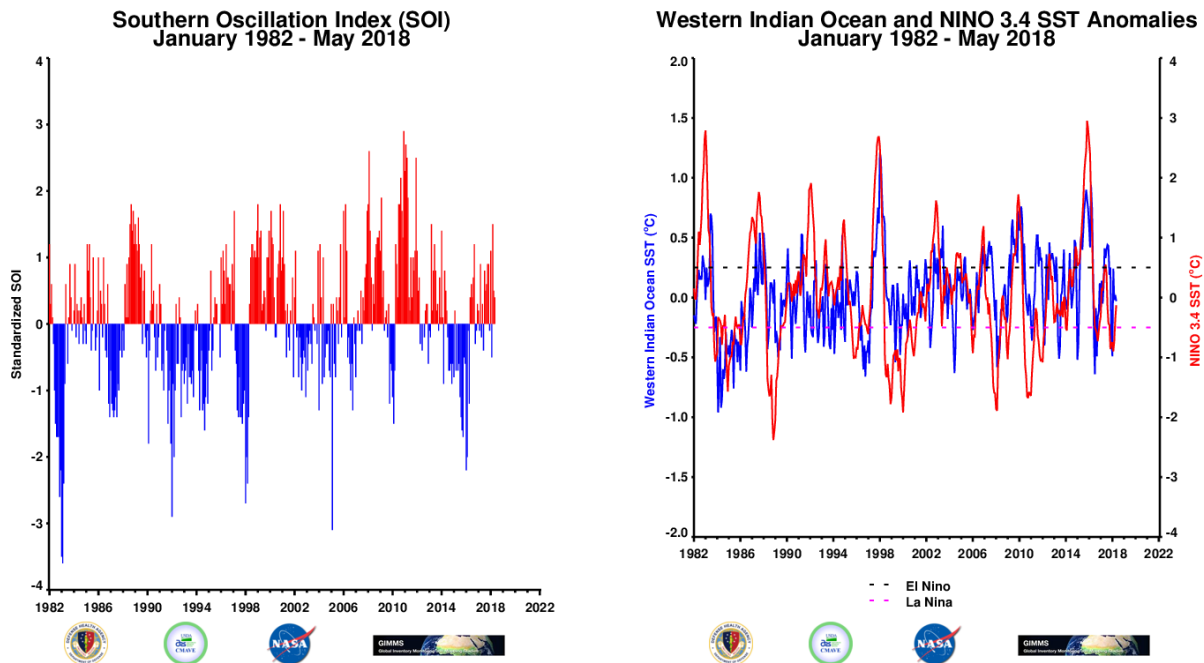 Southern Oscillation Index (SOI)
January 1982 - May 2018
4
3
2
1
0
-1
-2
-3
-4
Standardized SOI
1982 1986 1990 1994 1998 2002 2006 2010 2014 2018 2022
USDA
CMAVE
NASA
GIMMS
Western Indian Ocean and NINO 3.4 SST Anomalies
January 1982 - May 2018
2.0
1.5
1.0
0.5
0.0
-0.5
-1.0
-1.5
-2.0
Western Indian Ocean SST (°C)
4
3
2
1
0
-1
-2
-3
-4
NINO 3.4 SST (°C)
1982 1986 1990 1994 1998 2002 2006 2010 2014 2018 2022
El Nino
La Nina
USDA
CMAVE
NASA
GIMMS